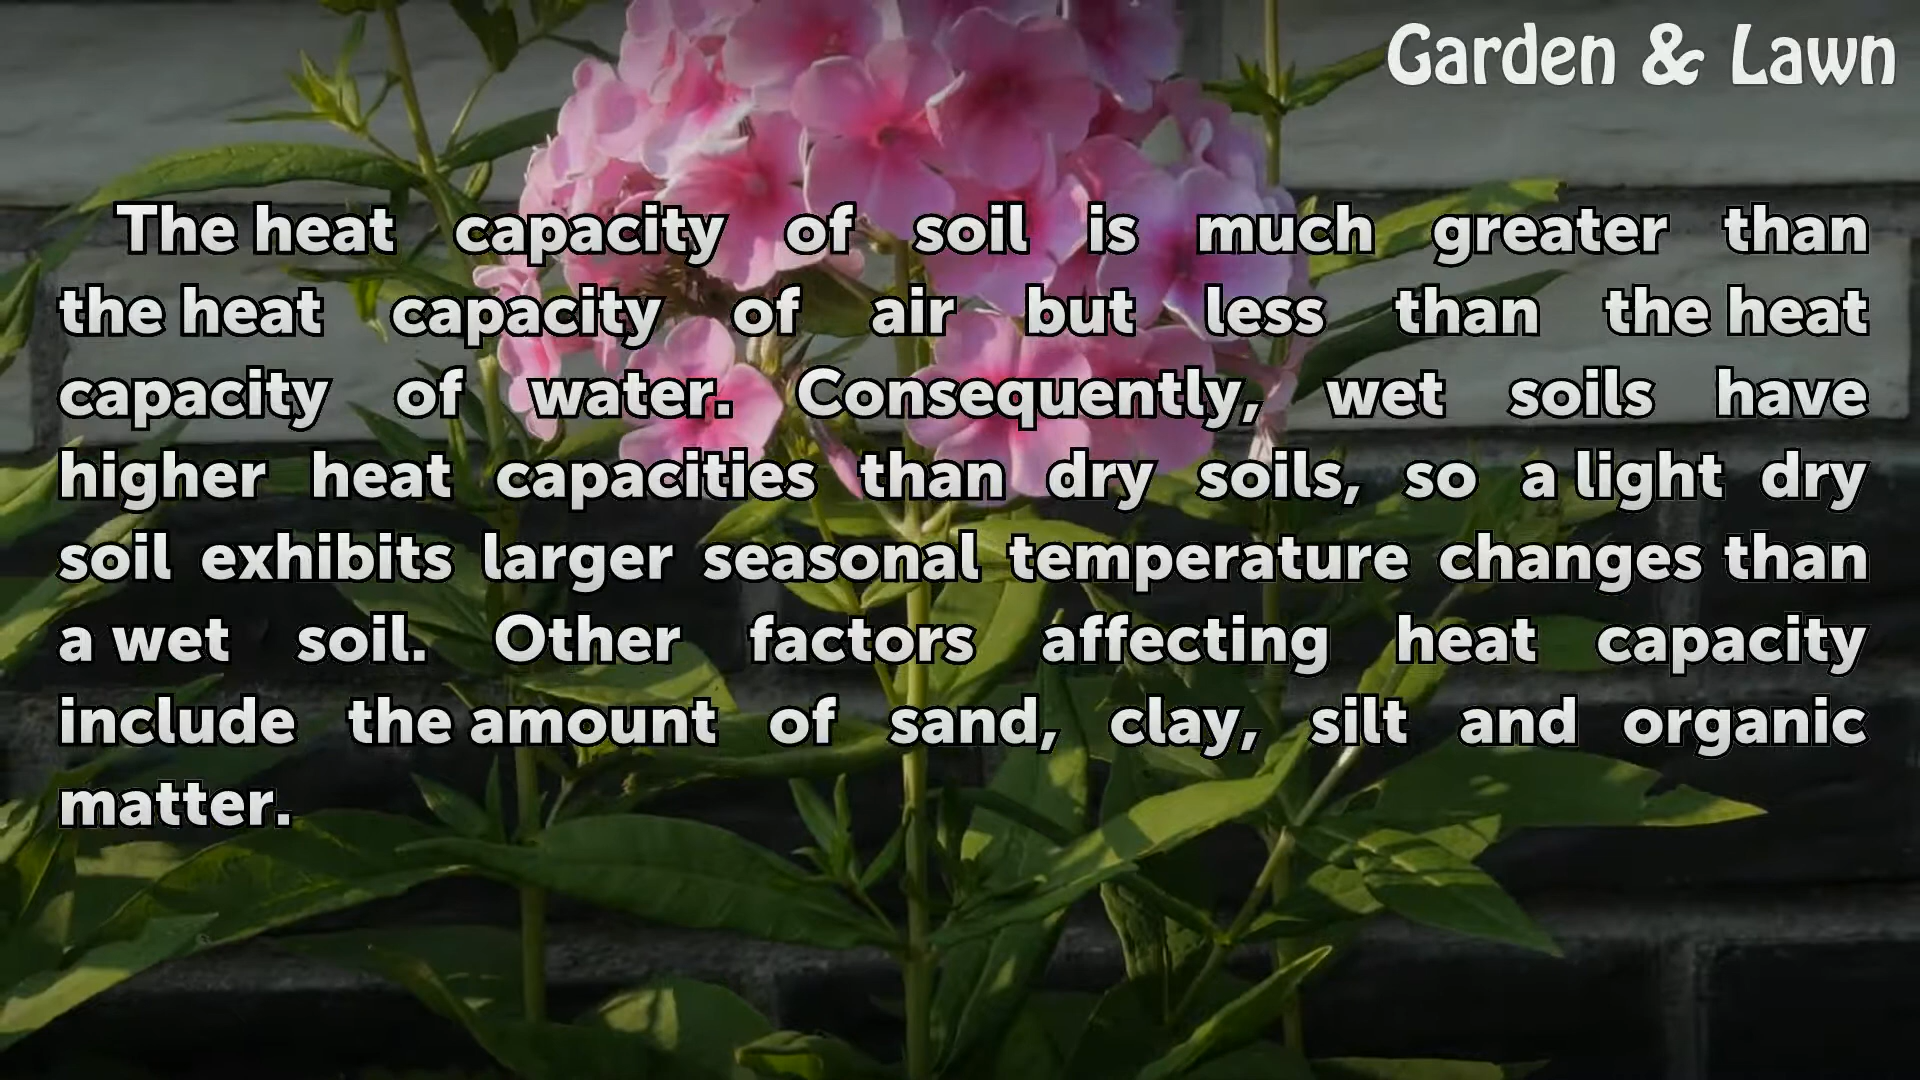 Garden & Lawn
The heat capacity of soil is much greater than
the heat capacity of air but less than the heat
capacity of water. Consequently, wet soils have
higher heat capacities than dry soils, so a light dry
soil exhibits larger seasonal temperature changes than
a wet soil. Other factors affecting heat capacity
include the amount of sand, clay, silt and organic
matter.